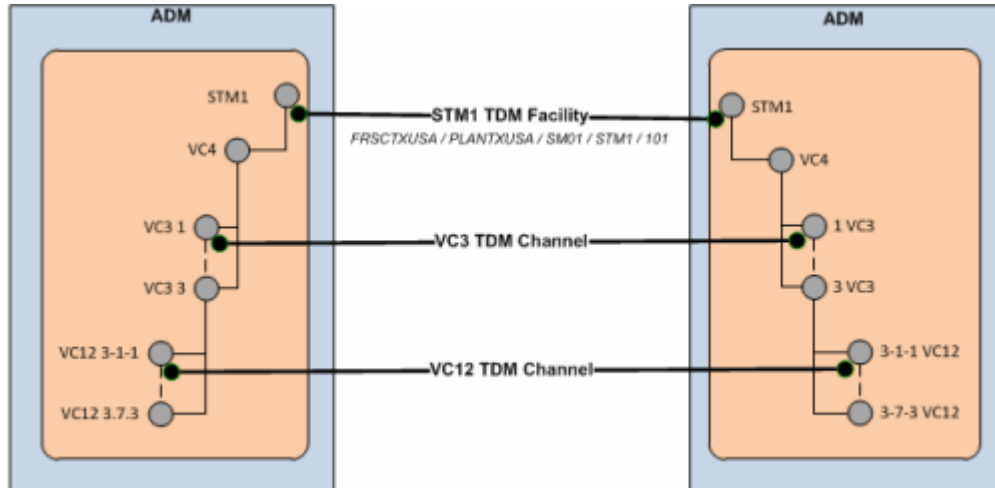 ADM
ADM
STM1
STM1 TDM Facility
STM1
FRSCTXUSA / PLANTXUSA / SM01 / STM1 / 101
VC4
VC4
VC3 1
1 VC3
VC3 TDM Channel
VC3 3
3 VC3
VC12 3-1-1
3-1-1 VC12
VC12 TDM Channel
VC12 3.7.3
3-7-3 VC12